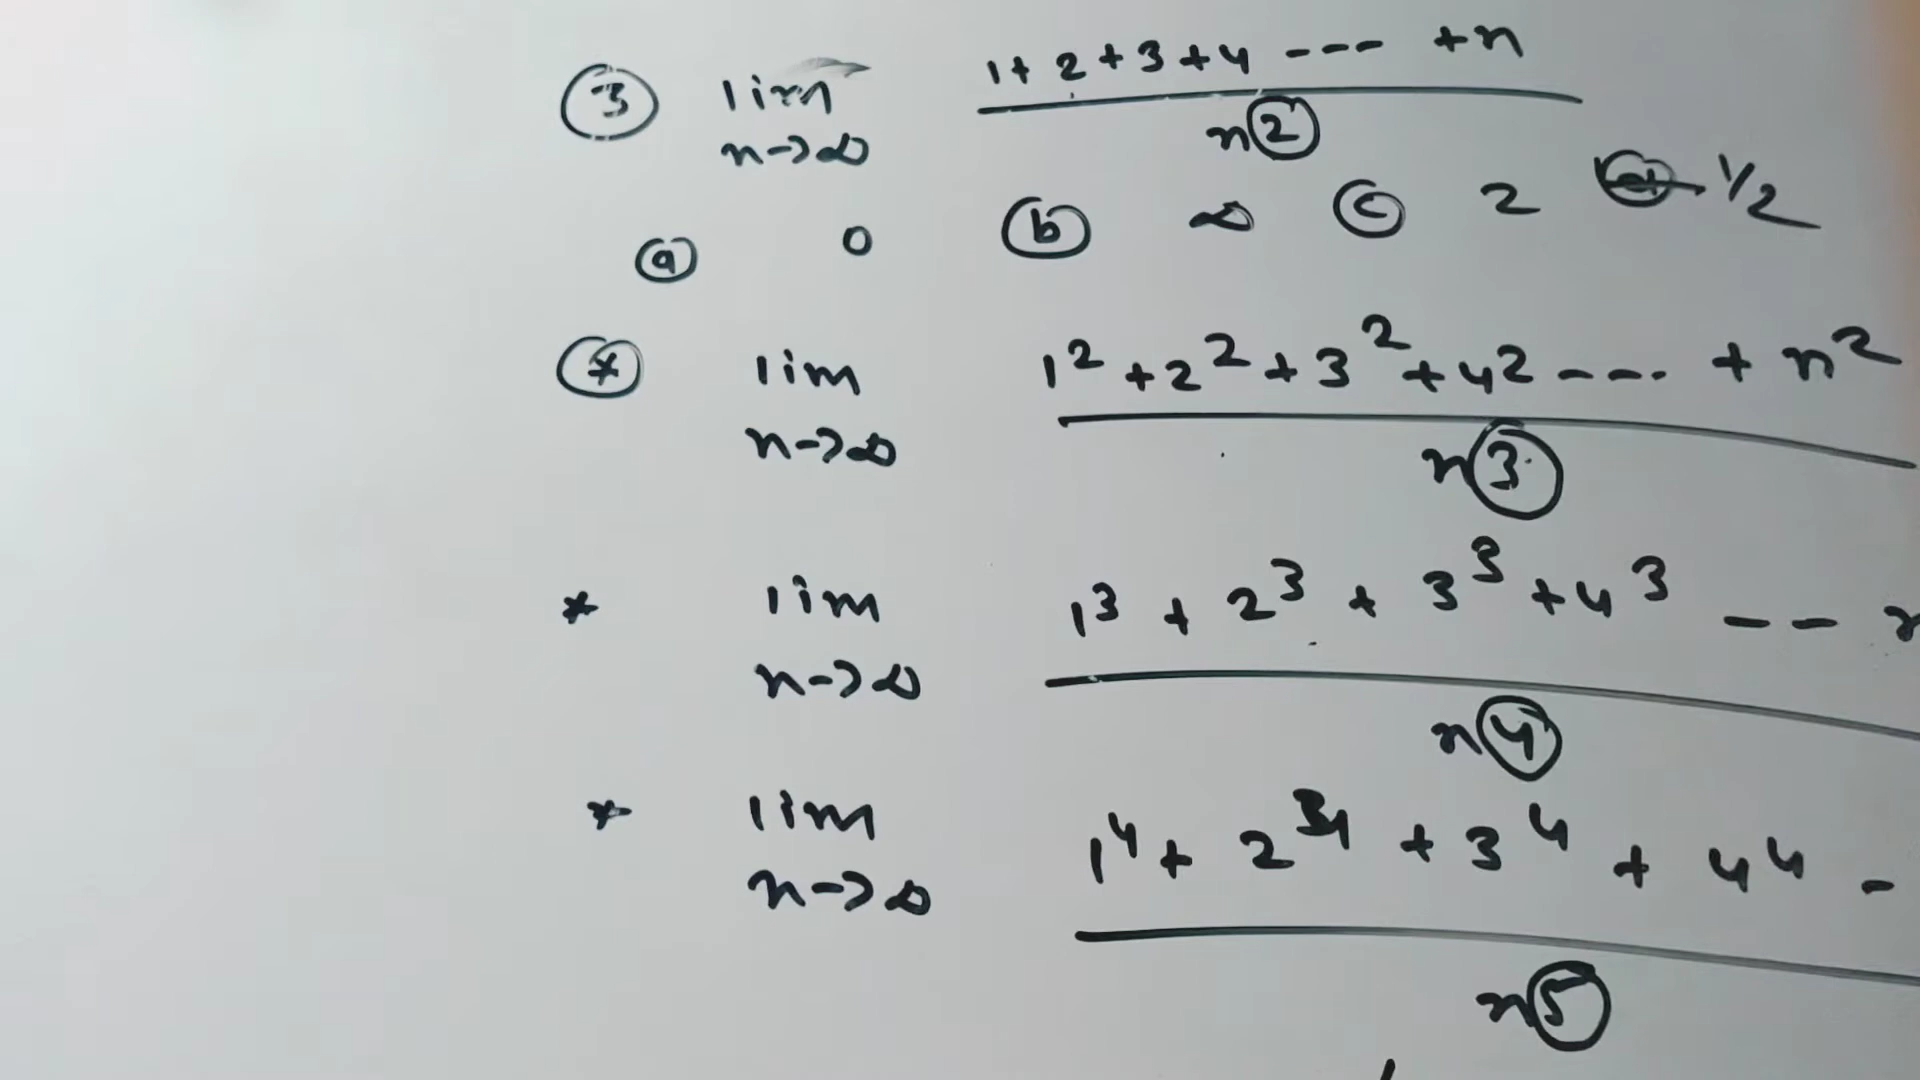 ③ lim n→∞ 1+2+3+4 --- +n / n②
ⓐ 0 ⓑ ∞ ⓒ 2 ⓓ 1/2
⊛ lim n→∞ 1² + 2² + 3² + 4² ---- + n² / n③
* lim n→∞ 1³ + 2³ + 3³ + 4³ -- n / n④
* lim n→∞ 1⁴ + 2⁴ + 3⁴ + 4⁴ - / n⑤